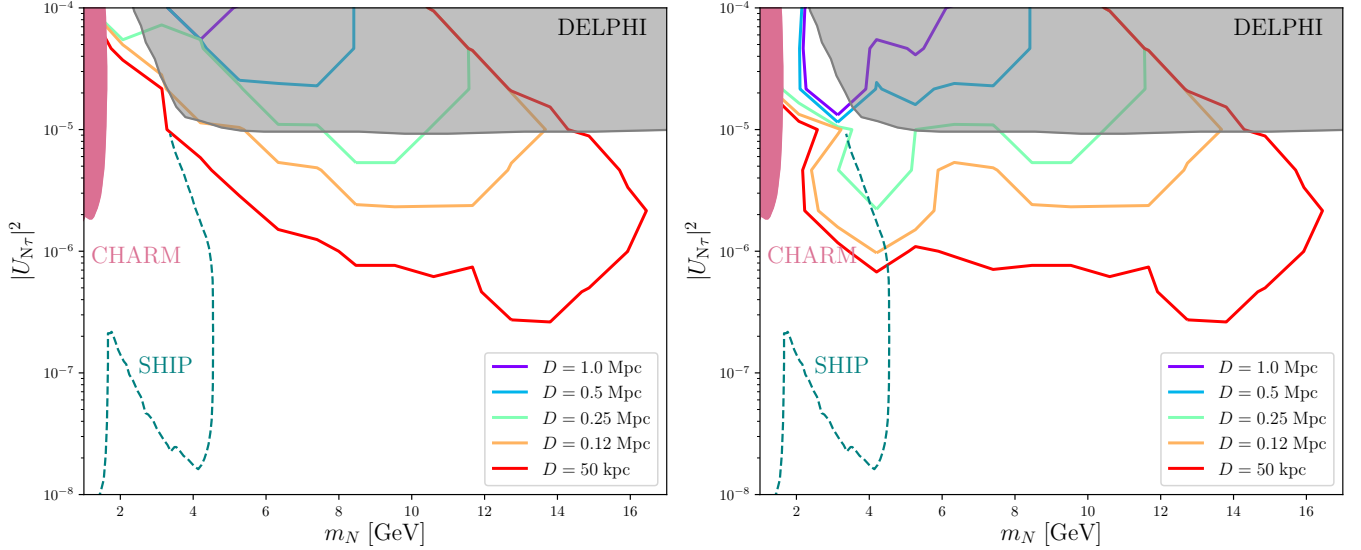 DELPHI
CHARM
SHIP
D = 1.0 Mpc
D = 0.5 Mpc
D = 0.25 Mpc
D = 0.12 Mpc
D = 50 kpc
10⁻⁴
10⁻⁵
10⁻⁶
10⁻⁷
10⁻⁸
|U_{Nτ}|²
2 4 6 8 10 12 14 16
m_N [GeV]
DELPHI
CHARM
SHIP
D = 1.0 Mpc
D = 0.5 Mpc
D = 0.25 Mpc
D = 0.12 Mpc
D = 50 kpc
10⁻⁴
10⁻⁵
10⁻⁶
10⁻⁷
10⁻⁸
|U_{Nτ}|²
2 4 6 8 10 12 14 16
m_N [GeV]